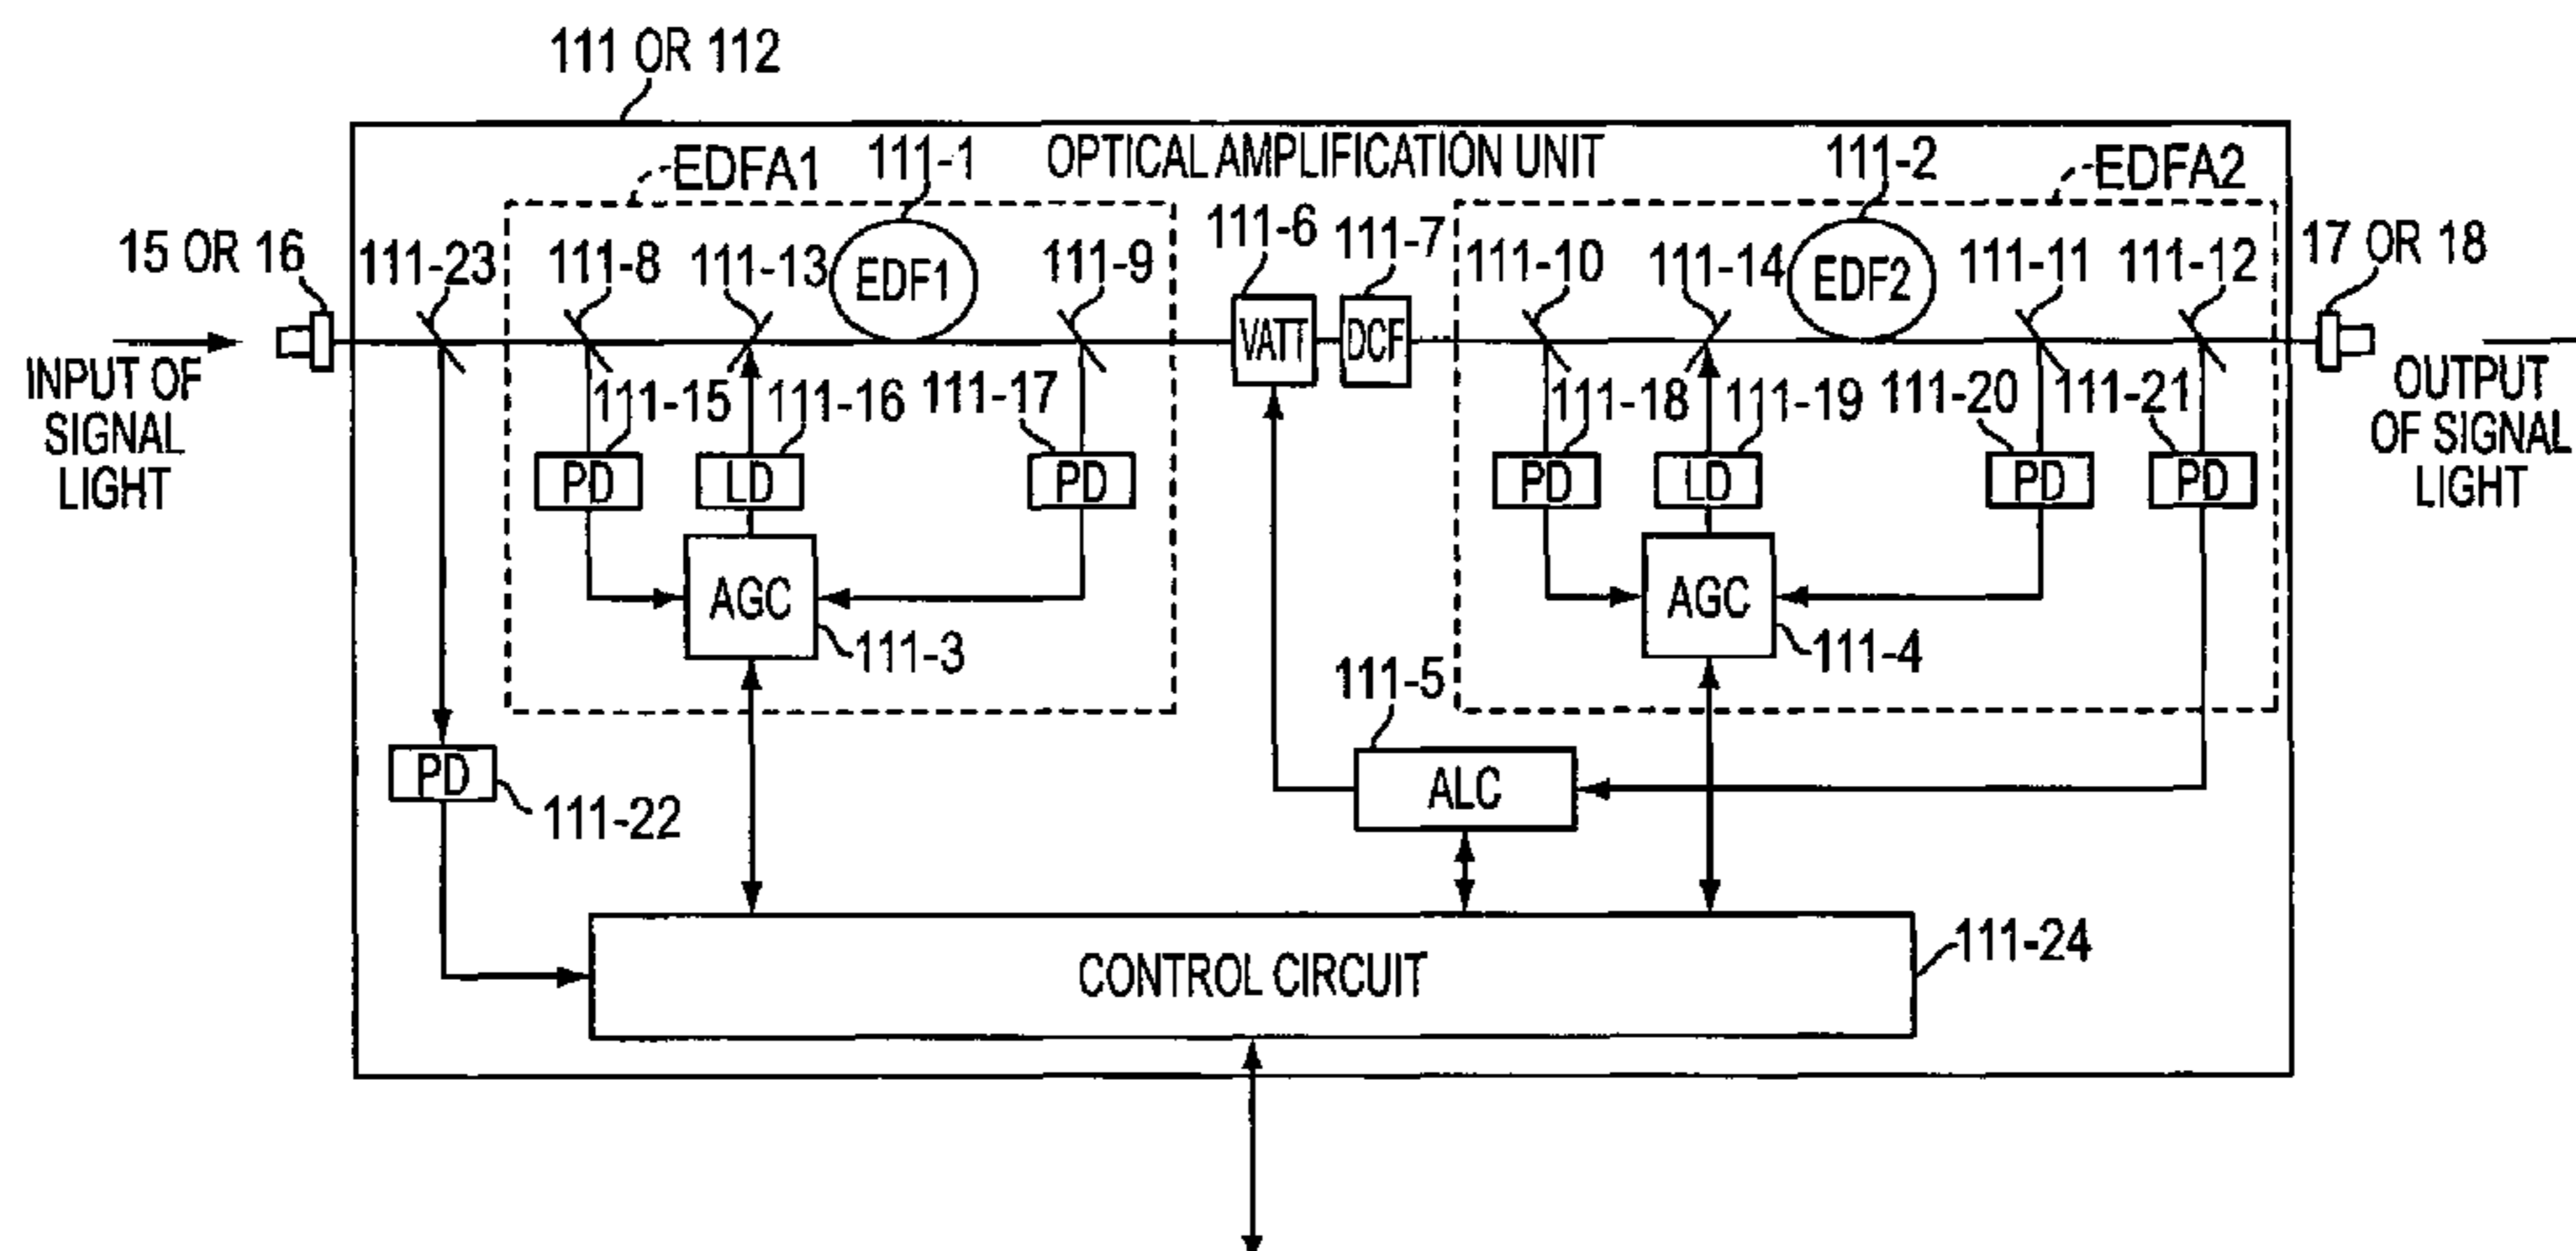 111 OR 112
OPTICAL AMPLIFICATION UNIT
EDFA1
111-1
111-2
EDFA2
15 OR 16
111-23
111-8
111-13
EDF1
111-9
111-6
111-7
111-10
111-14
EDF2
111-11
111-12
17 OR 18
VATT
DCF
INPUT OF
SIGNAL
LIGHT
OUTPUT
OF SIGNAL
LIGHT
111-15
111-16
111-17
111-18
111-19
111-20
111-21
PD
LD
PD
PD
LD
PD
PD
AGC
111-3
AGC
111-4
111-5
PD
111-22
ALC
CONTROL CIRCUIT
111-24